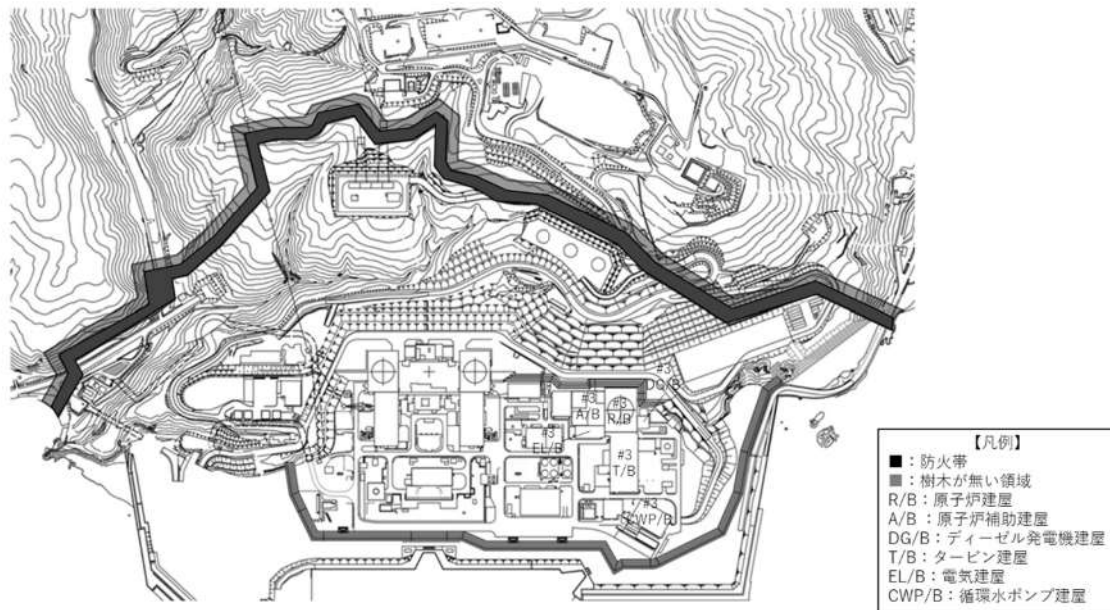 #3
DG/B
#3
A/B
#3
R/B
#3
EL/B
#3
T/B
#3
CWP/B
【凡例】
■:防火帯
■:樹木が無い領域
R/B:原子炉建屋
A/B:原子炉補助建屋
DG/B:ディーゼル発電機建屋
T/B:タービン建屋
EL/B:電気建屋
CWP/B:循環水ポンプ建屋